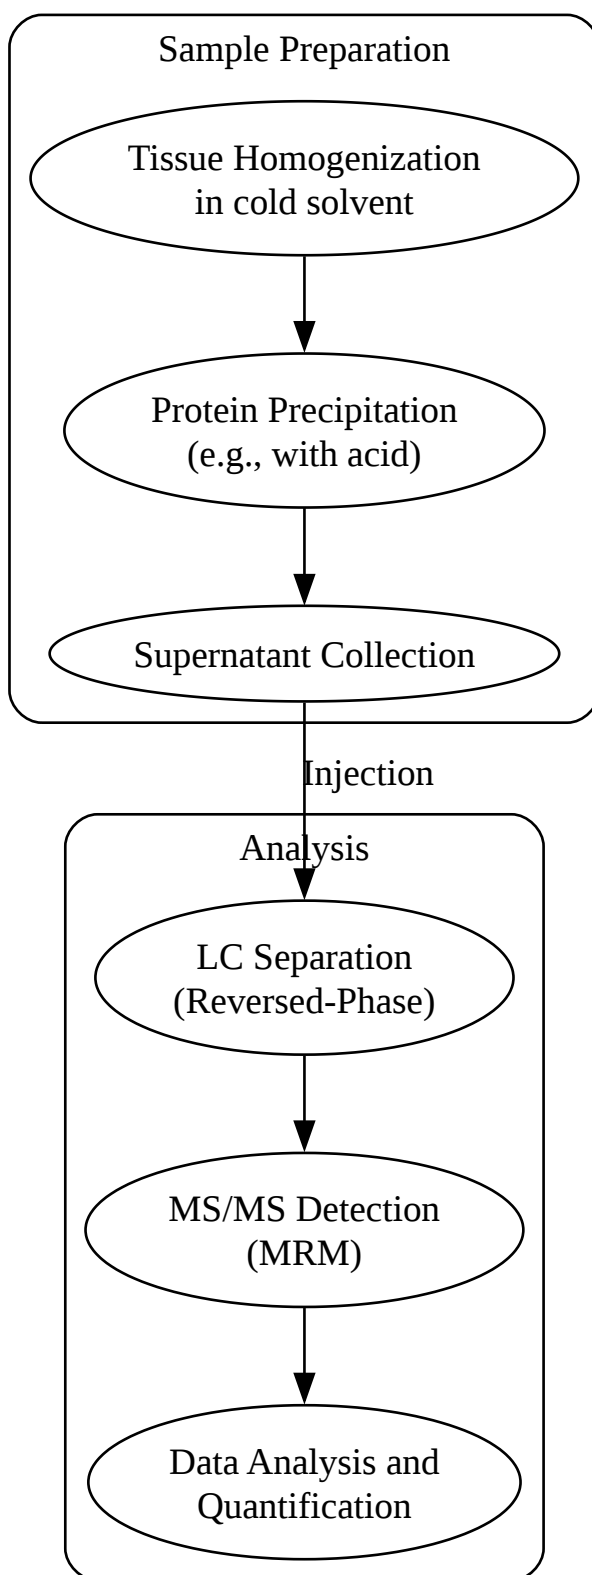 Sample Preparation
Tissue Homogenization
in cold solvent
Protein Precipitation
(e.g., with acid)
Supernatant Collection
Injection
Analysis
LC Separation
(Reversed-Phase)
MS/MS Detection
(MRM)
Data Analysis and
Quantification